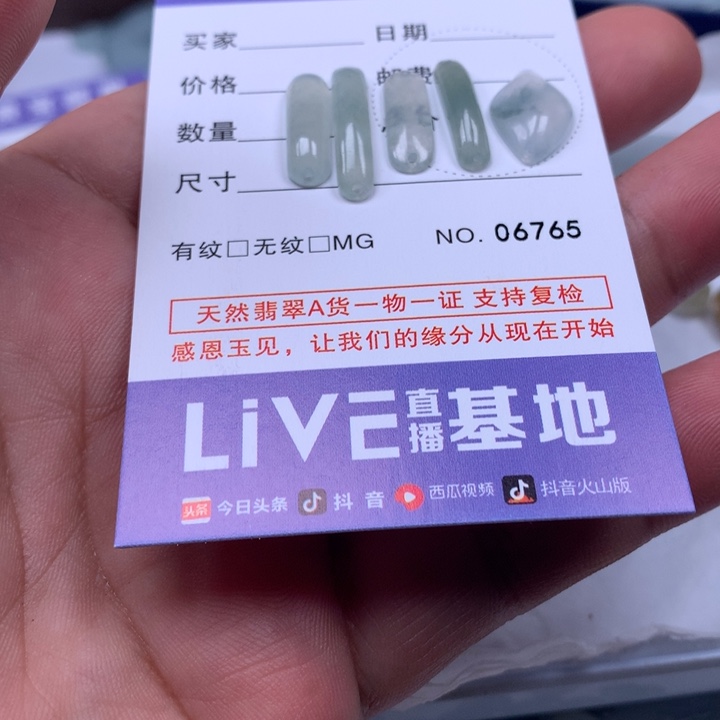 买家 日期
价格 邮费
数量
尺寸
有纹□无纹□MG NO. 06765
天然翡翠A货一物一证 支持复检
感恩玉见，让我们的缘分从现在开始
LiVE直播基地
头条 今日头条 抖音 西瓜视频 抖音火山版